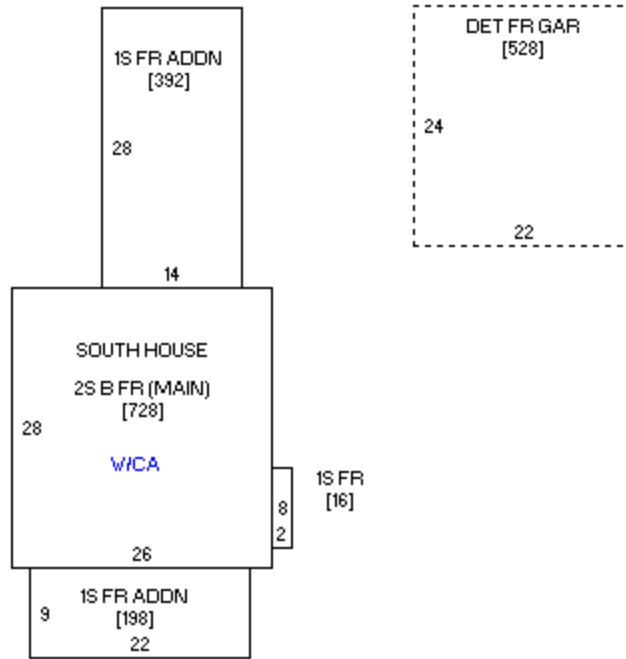 1S FR ADDN
[392]
28
14
DET FR GAR
[528]
24
22
SOUTH HOUSE
2S B FR (MAIN)
[728]
28
W/CA
26
1S FR
[16]
8
2
1S FR ADDN
[198]
9
22